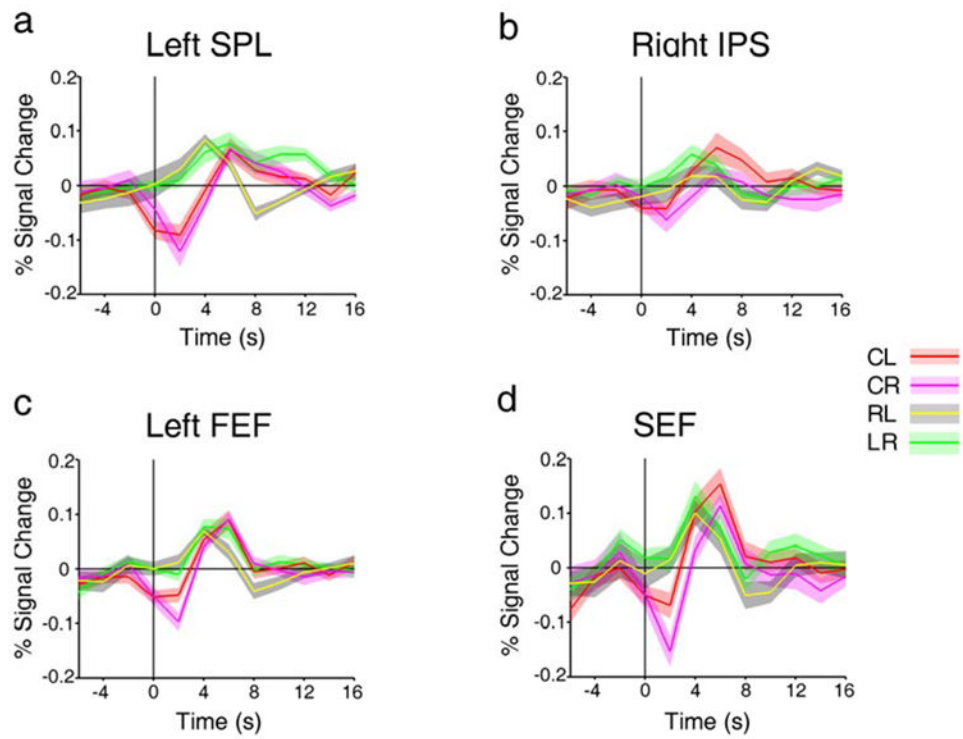 a
Left SPL
0.2
0.1
0
-0.1
-0.2
% Signal Change
-4 0 4 8 12 16
Time (s)
b
Right IPS
0.2
0.1
0
-0.1
-0.2
% Signal Change
-4 0 4 8 12 16
Time (s)
CL
CR
RL
LR
c
Left FEF
0.2
0.1
0
-0.1
-0.2
% Signal Change
-4 0 4 8 12 16
Time (s)
d
SEF
0.2
0.1
0
-0.1
-0.2
% Signal Change
-4 0 4 8 12 16
Time (s)